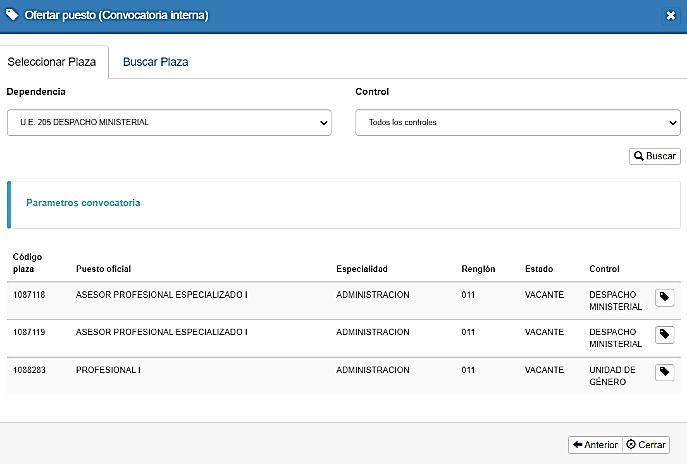 Ofertar puesto (Convocatoria interna)
Seleccionar Plaza
Buscar Plaza
Dependencia
Control
U.E. 205 DESPACHO MINISTERIAL
Todos los controles
Buscar
Parametros convocatoria
Código plaza Puesto oficial Especialidad Renglón Estado Control
1087118 ASESOR PROFESIONAL ESPECIALIZADO I ADMINISTRACION 011 VACANTE DESPACHO
MINISTERIAL
1087119 ASESOR PROFESIONAL ESPECIALIZADO I ADMINISTRACION 011 VACANTE DESPACHO
MINISTERIAL
1088283 PROFESIONAL I ADMINISTRACION 011 VACANTE UNIDAD DE
GÉNERO
Anterior
Cerrar